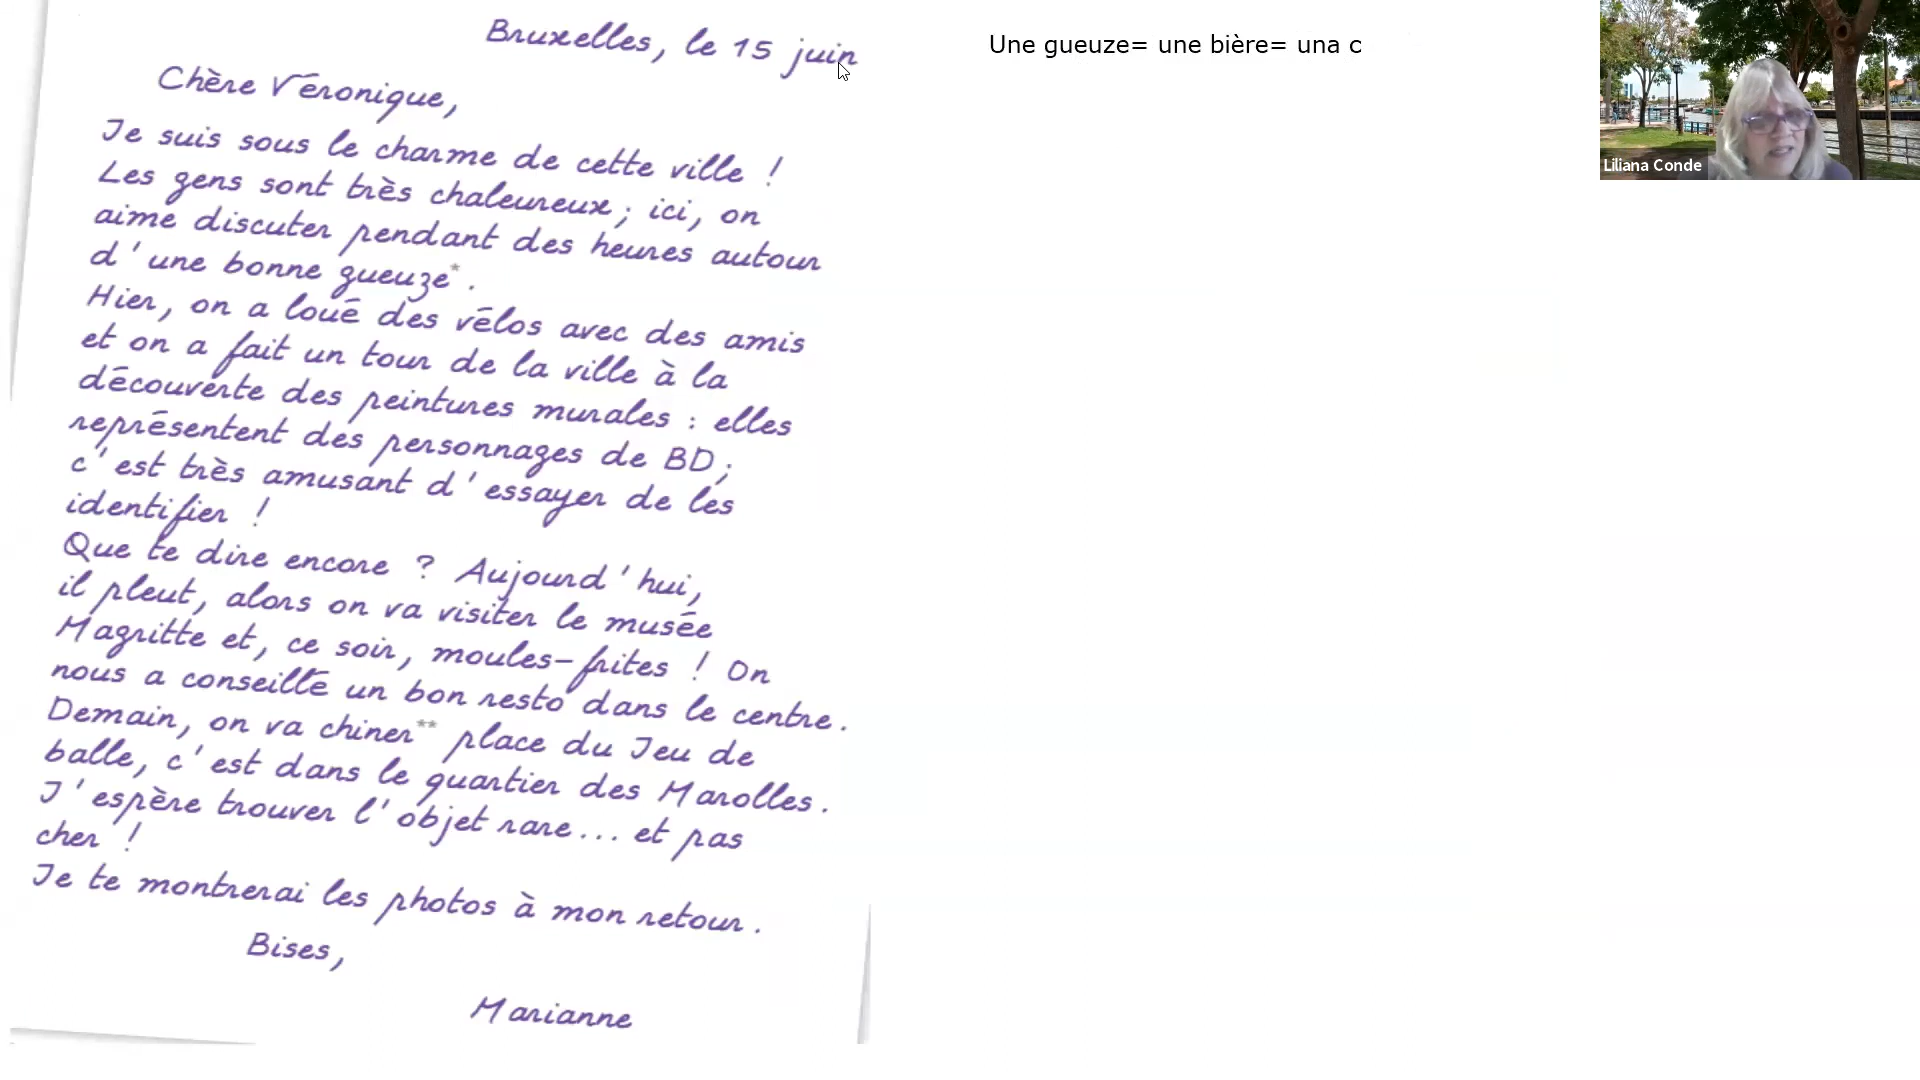 Bruxelles, le 15 juin
Chère Véronique,
Je suis sous le charme de cette ville !
Les gens sont très chaleureux ; ici, on
aime discuter pendant des heures autour
d'une bonne gueuze*.
Hier, on a loué des vélos avec des amis
et on a fait un tour de la ville à la
découverte des peintures murales : elles
représentent des personnages de BD ;
c'est très amusant d'essayer de les
identifier !
Que te dire encore ? Aujourd'hui,
il pleut, alors on va visiter le musée
Magritte et, ce soir, moules-frites ! On
nous a conseillé un bon resto dans le centre.
Demain, on va chiner** place du Jeu de
balle, c'est dans le quartier des Marolles.
J'espère trouver l'objet rare... et pas
cher !
Je te montrerai les photos à mon retour.
Bises,
Marianne
Une gueuze= une bière= una c
Liliana Conde